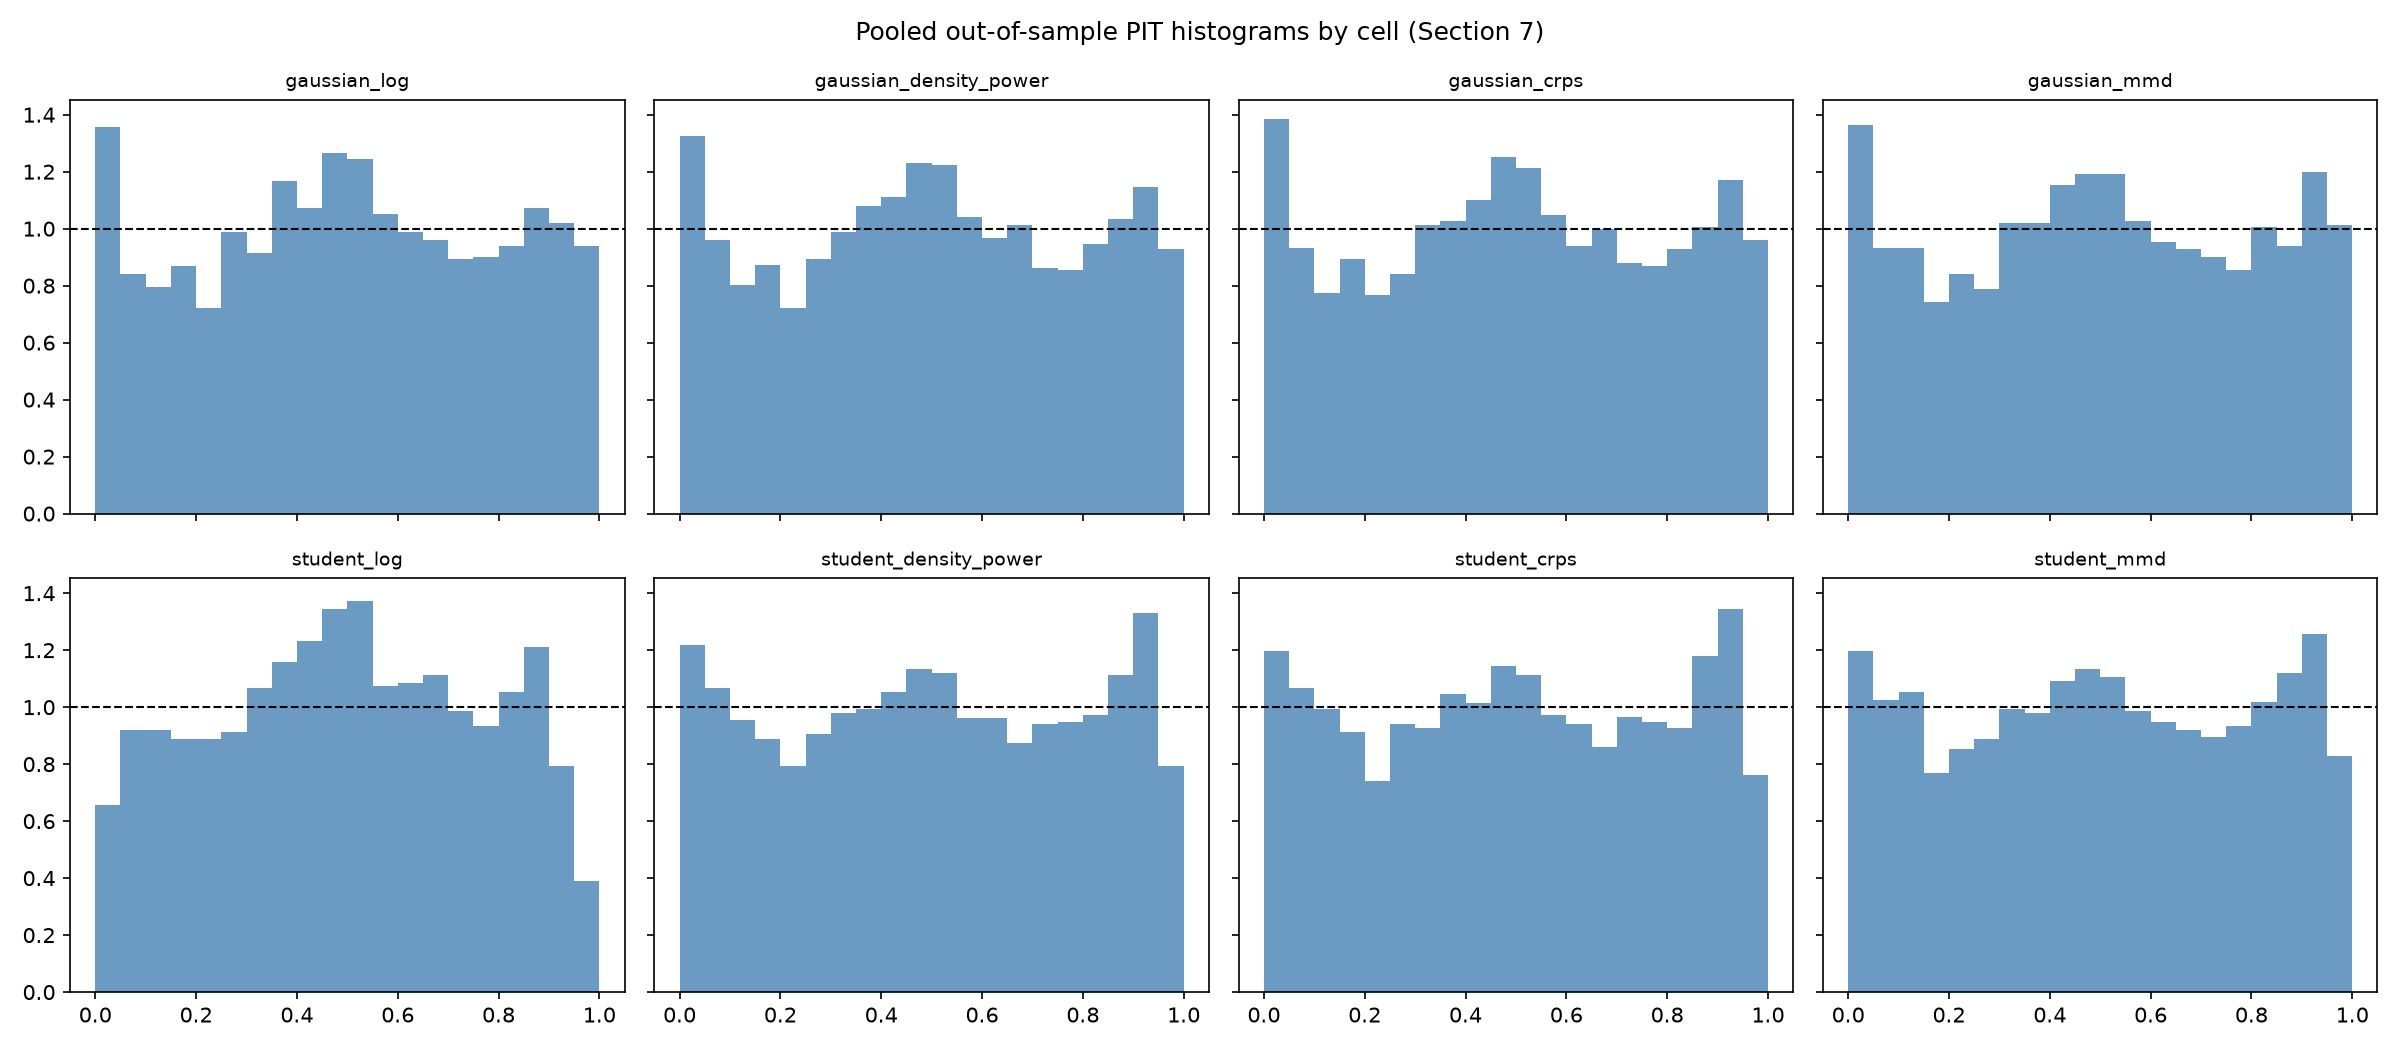 Pooled out-of-sample PIT histograms by cell (Section 7)
gaussian_log
gaussian_density_power
gaussian_crps
gaussian_mmd
1.4
1.2
1.0
0.8
0.6
0.4
0.2
0.0
student_log
student_density_power
student_crps
student_mmd
1.4
1.2
1.0
0.8
0.6
0.4
0.2
0.0
0.0 0.2 0.4 0.6 0.8 1.0
0.0 0.2 0.4 0.6 0.8 1.0
0.0 0.2 0.4 0.6 0.8 1.0
0.0 0.2 0.4 0.6 0.8 1.0